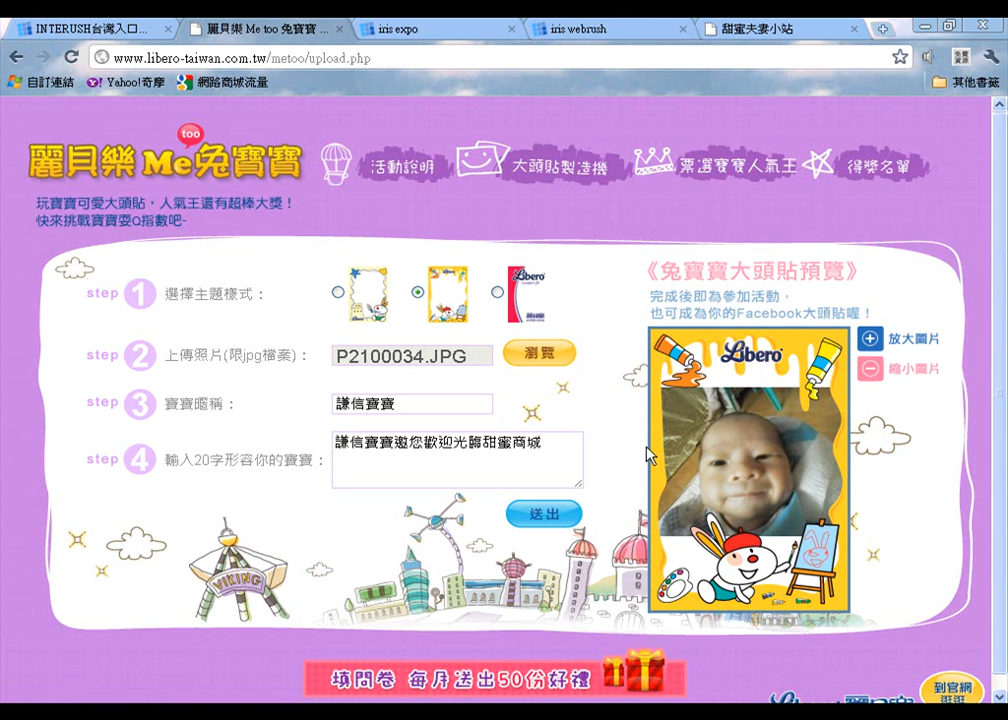 INTERUSH台灣入口...
麗貝樂 Me too 兔寶寶 ...
iris expo
iris webrush
甜蜜夫妻小站
www.libero-taiwan.com.tw/metoo/upload.php
自訂連結
Yahoo!奇摩
網路商城流量
其他書籤
too
麗貝樂 Me兔寶寶
活動說明
大頭貼製造機
票選寶寶人氣王
得獎名單
玩寶寶可愛大頭貼，人氣王還有超棒大獎！
快來挑戰寶寶耍Q指數吧~
step 1 選擇主題樣式：
Libero
step 2 上傳照片(限jpg檔案)：
P2100034.JPG
瀏覽
step 3 寶寶暱稱：
謙信寶寶
step 4 輸入20字形容你的寶寶：
謙信寶寶邀您歡迎光臨甜蜜商城
送出
VIKING
《兔寶寶大頭貼預覽》
完成後即為參加活動，
也可成為你的Facebook大頭貼喔！
Libero
放大圖片
縮小圖片
填問卷 每月送出50份好禮
到官網
逛逛